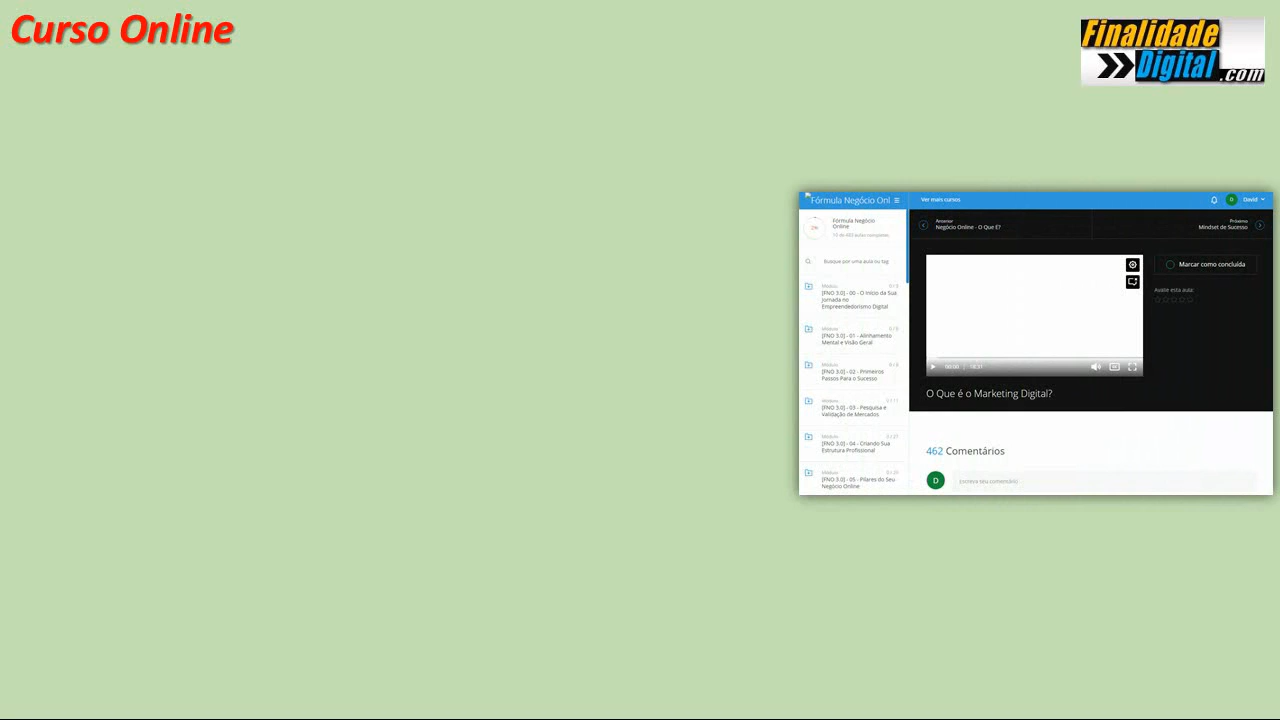 Curso Online
Finalidade
Digital
.com
Fórmula Negócio Onl
Ver mais cursos
David
2%
Fórmula Negócio
Online
Anterior
Negócio Online - O Que É?
Próximo
Mindset de Sucesso
Busque por uma aula ou tag
Módulo
[FNO 3.0] - 00 - O Início da Sua
Jornada no
Empreendedorismo Digital
Módulo
[FNO 3.0] - 01 - Alinhamento
Mental e Visão Geral
Módulo
[FNO 3.0] - 02 - Primeiros
Passos Para o Sucesso
Módulo
[FNO 3.0] - 03 - Pesquisa e
Validação de Mercados
Módulo
[FNO 3.0] - 04 - Criando Sua
Estrutura Profissional
Módulo
[FNO 3.0] - 05 - Pilares do Seu
Negócio Online
Marcar como concluída
Avalie esta aula:
00:00
O Que é o Marketing Digital?
462 Comentários
D
Escreva seu comentário